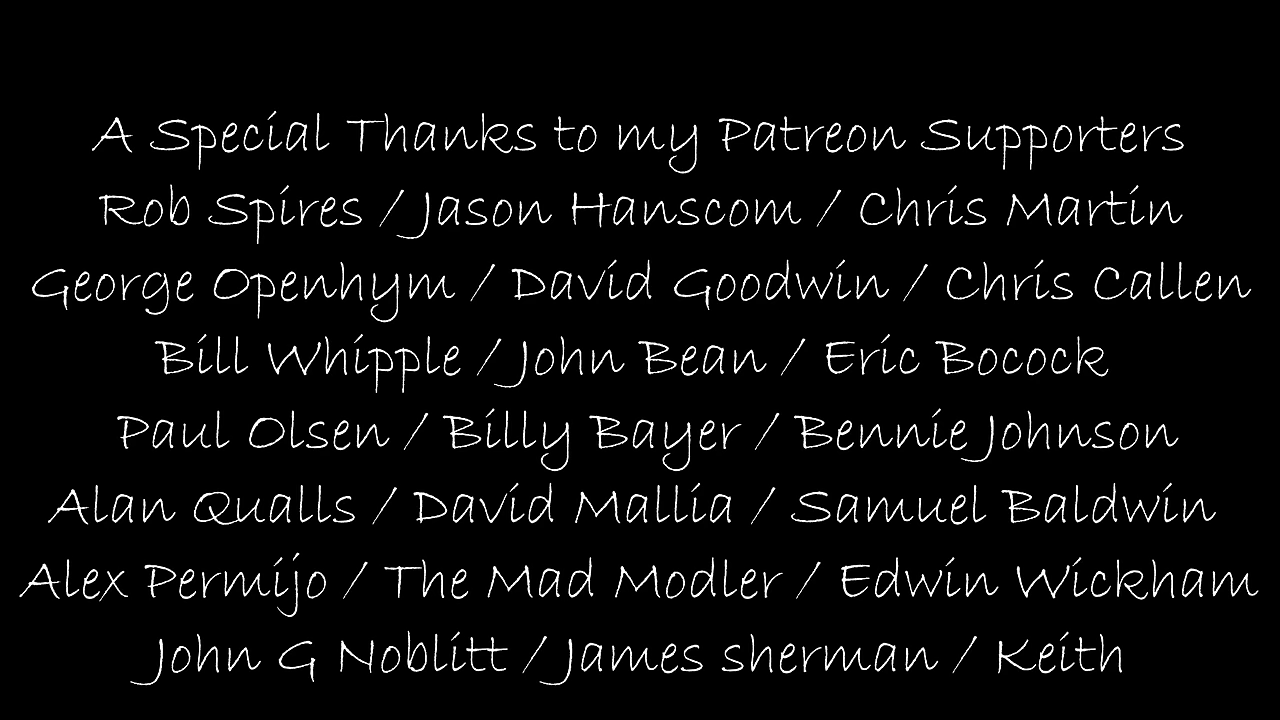 A Special Thanks to my Patreon Supporters
Rob Spires / Jason Hanscom / Chris Martin
George Openhym / David Goodwin / Chris Callen
Bill Whipple / John Bean / Eric Bocock
Paul Olsen / Billy Bayer / Bennie Johnson
Alan Qualls / David Mallia / Samuel Baldwin
Alex Permijo / The Mad Modler / Edwin Wickham
John G Noblitt / James sherman / Keith